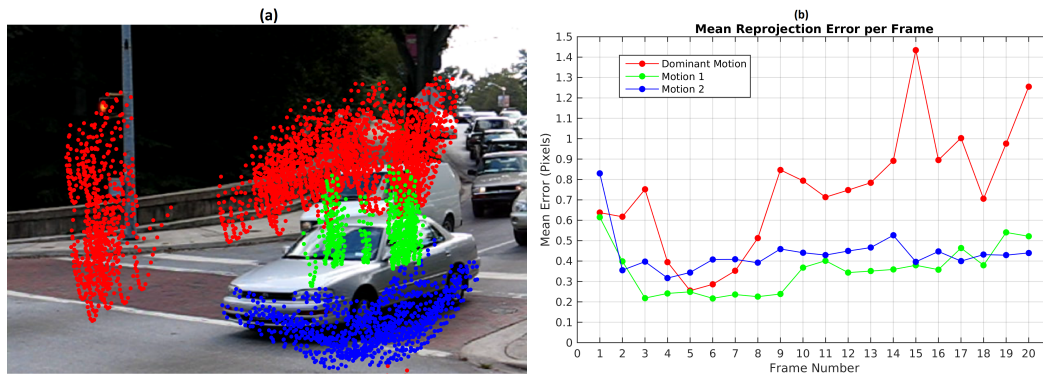 (a)
(b)
Mean Reprojection Error per Frame
Dominant Motion
Motion 1
Motion 2
Mean Error (Pixels)
1.5
1.4
1.3
1.2
1.1
1
0.9
0.8
0.7
0.6
0.5
0.4
0.3
0.2
0.1
0
0 1 2 3 4 5 6 7 8 9 10 11 12 13 14 15 16 17 18 19 20
Frame Number